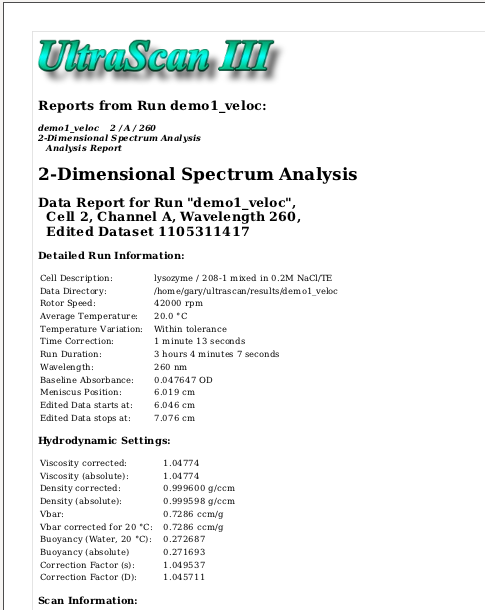 UltraScan III
Reports from Run demo1_veloc:
demo1_veloc 2 / A / 260
2-Dimensional Spectrum Analysis
Analysis Report
2-Dimensional Spectrum Analysis
Data Report for Run "demo1_veloc",
Cell 2, Channel A, Wavelength 260,
Edited Dataset 1105311417
Detailed Run Information:
Cell Description: lysozyme / 208-1 mixed in 0.2M NaCl/TE
Data Directory: /home/gary/ultrascan/results/demo1_veloc
Rotor Speed: 42000 rpm
Average Temperature: 20.0 °C
Temperature Variation: Within tolerance
Time Correction: 1 minute 13 seconds
Run Duration: 3 hours 4 minutes 7 seconds
Wavelength: 260 nm
Baseline Absorbance: 0.047647 OD
Meniscus Position: 6.019 cm
Edited Data starts at: 6.046 cm
Edited Data stops at: 7.076 cm
Hydrodynamic Settings:
Viscosity corrected: 1.04774
Viscosity (absolute): 1.04774
Density corrected: 0.999600 g/ccm
Density (absolute): 0.999598 g/ccm
Vbar: 0.7286 ccm/g
Vbar corrected for 20 °C: 0.7286 ccm/g
Buoyancy (Water, 20 °C): 0.272687
Buoyancy (absolute) 0.271693
Correction Factor (s): 1.049537
Correction Factor (D): 1.045711
Scan Information: